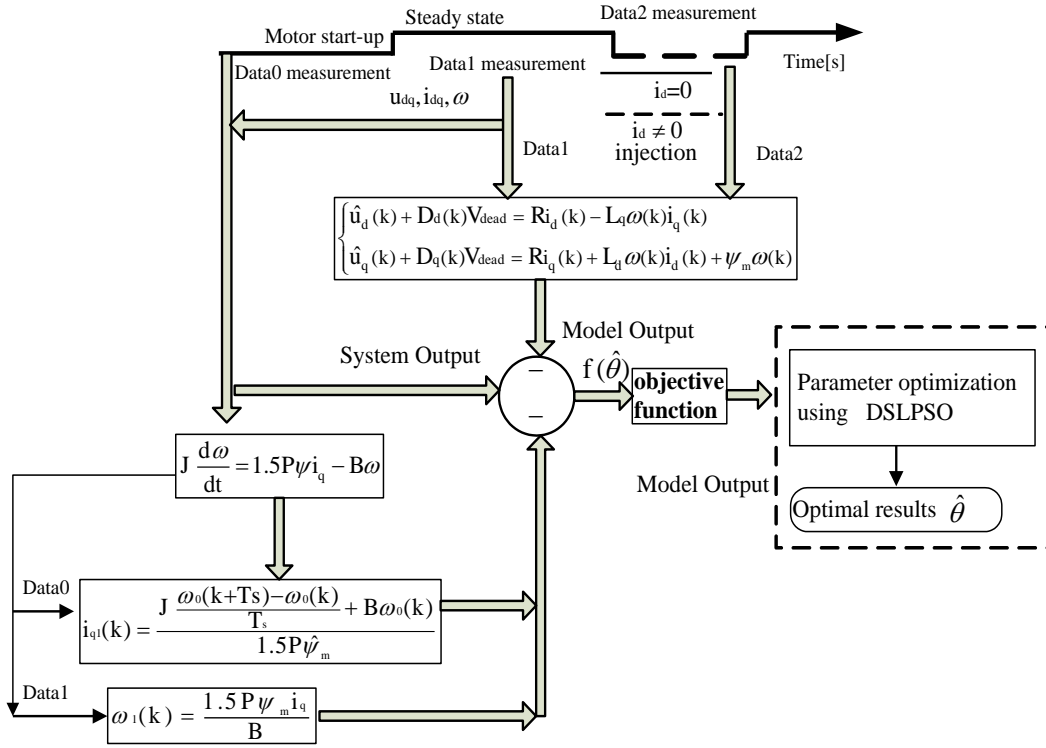 Steady state
Data2 measurement
Motor start-up
Time[s]
Data0 measurement
Data1 measurement
i_d=0
u_dq, i_dq, ω
i_d ≠ 0
injection
Data1
Data2
û_d(k) + D_d(k)V_dead = Ri_d(k) − L_qω(k)i_q(k)
û_q(k) + D_q(k)V_dead = Ri_q(k) + L_dω(k)i_d(k) + ψ_mω(k)
Model Output
System Output
f(θ̂)
−
−
objective
function
Parameter optimization
using DSLPSO
Model Output
Optimal results θ̂
J dω/dt = 1.5Pψi_q − Bω
Data0
i_q1(k) = (J (ω_0(k+Ts)−ω_0(k))/T_s + Bω_0(k))/(1.5Pψ̂_m)
Data1
ω_1(k) = (1.5Pψ_m i_q)/B